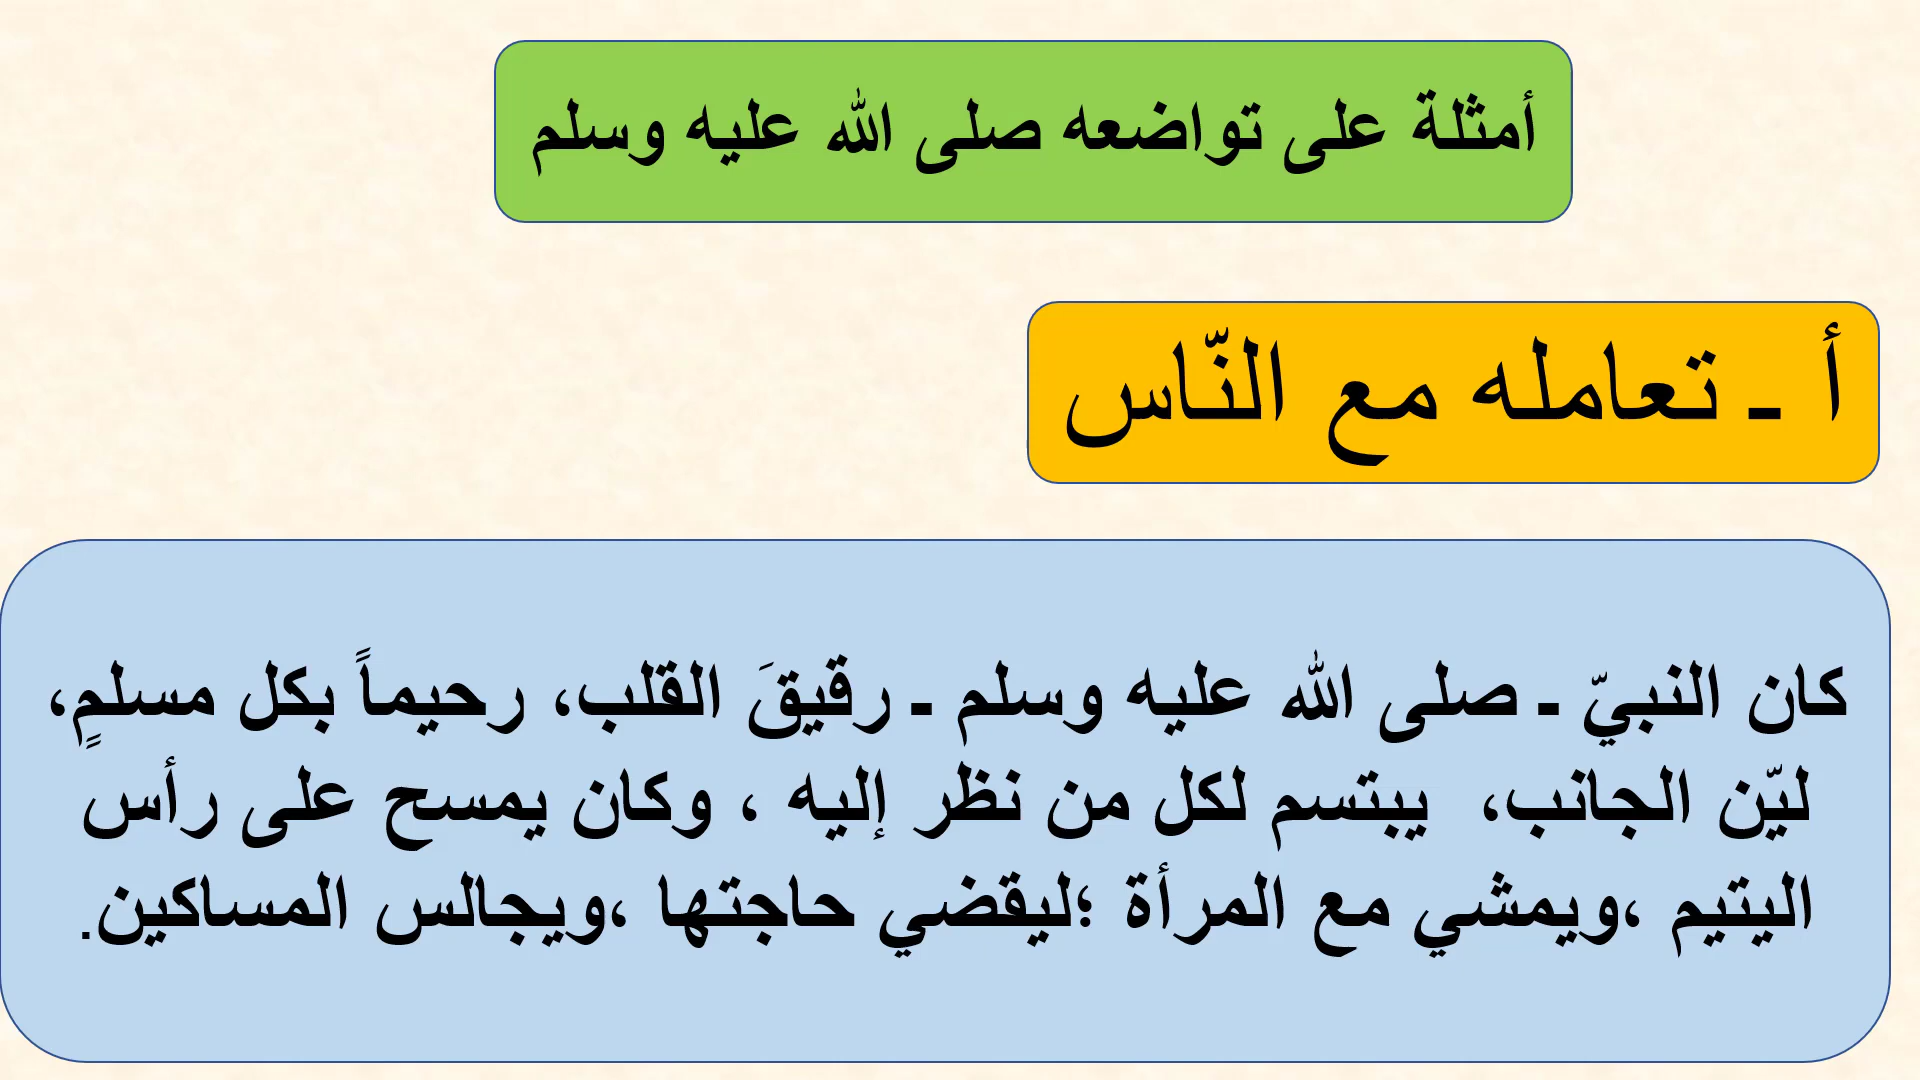 أمثلة على تواضعه صلى الله عليه وسلم
أ ـ تعامله مع النّاس
كان النبيّ ـ صلى الله عليه وسلم ـ رقيقَ القلب، رحيماً بكل مسلمٍ،
ليّن الجانب،  يبتسم لكل من نظر إليه ، وكان يمسح على رأس
اليتيم ،ويمشي مع المرأة ؛ليقضي حاجتها ،ويجالس المساكين.